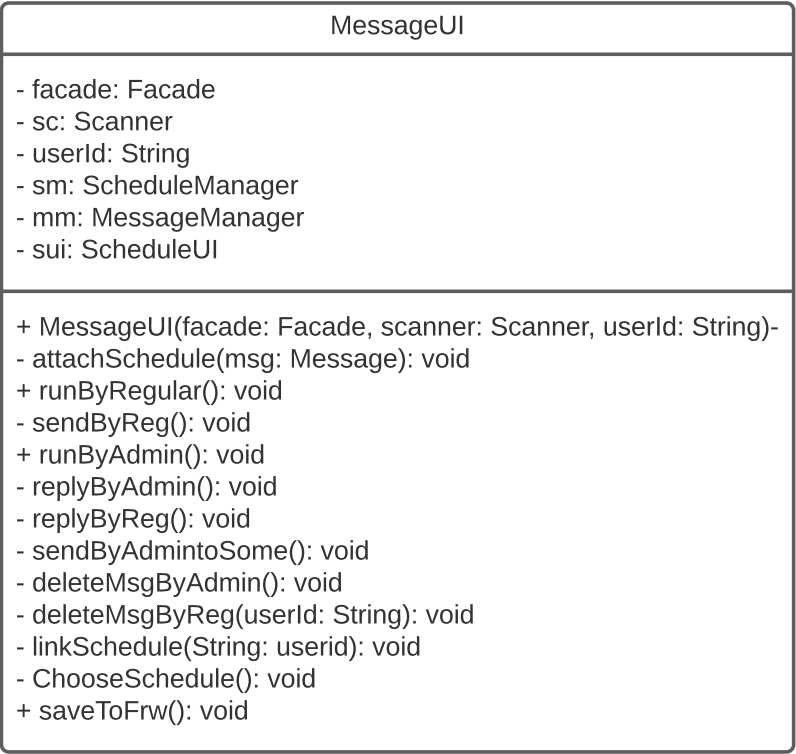 MessageUI
- facade: Facade
- sc: Scanner
- userId: String
- sm: ScheduleManager
- mm: MessageManager
- sui: ScheduleUI
+ MessageUI(facade: Facade, scanner: Scanner, userId: String)-
- attachSchedule(msg: Message): void
+ runByRegular(): void
- sendByReg(): void
+ runByAdmin(): void
- replyByAdmin(): void
- replyByReg(): void
- sendByAdmintoSome(): void
- deleteMsgByAdmin(): void
- deleteMsgByReg(userId: String): void
- linkSchedule(String: userid): void
- ChooseSchedule(): void
+ saveToFrw(): void